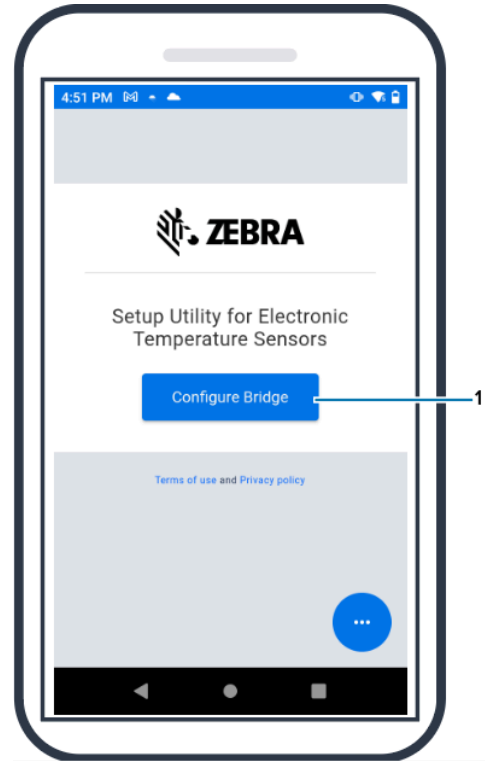 4:51 PM
ZEBRA
Setup Utility for Electronic
Temperature Sensors
Configure Bridge
1
Terms of use and Privacy policy